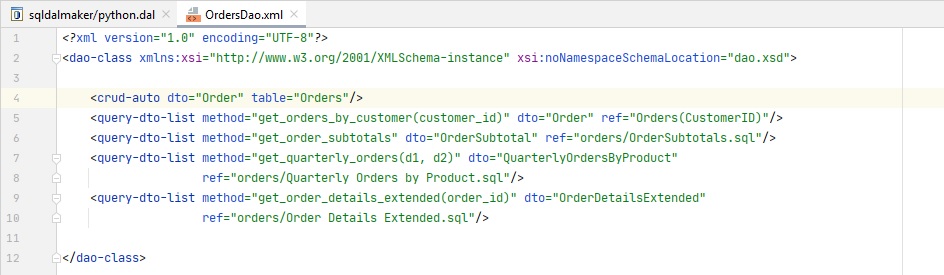 sqldalmaker/python.dal OrdersDao.xml
1 <?xml version="1.0" encoding="UTF-8"?>
2 <dao-class xmlns:xsi="http://www.w3.org/2001/XMLSchema-instance" xsi:noNamespaceSchemaLocation="dao.xsd">
4     <crud-auto dto="Order" table="Orders"/>
5     <query-dto-list method="get_orders_by_customer(customer_id)" dto="Order" ref="Orders(CustomerID)"/>
6     <query-dto-list method="get_order_subtotals" dto="OrderSubtotal" ref="orders/OrderSubtotals.sql"/>
7     <query-dto-list method="get_quarterly_orders(d1, d2)" dto="QuarterlyOrdersByProduct"
8                     ref="orders/Quarterly Orders by Product.sql"/>
9     <query-dto-list method="get_order_details_extended(order_id)" dto="OrderDetailsExtended"
10                    ref="orders/Order Details Extended.sql"/>
11
12 </dao-class>